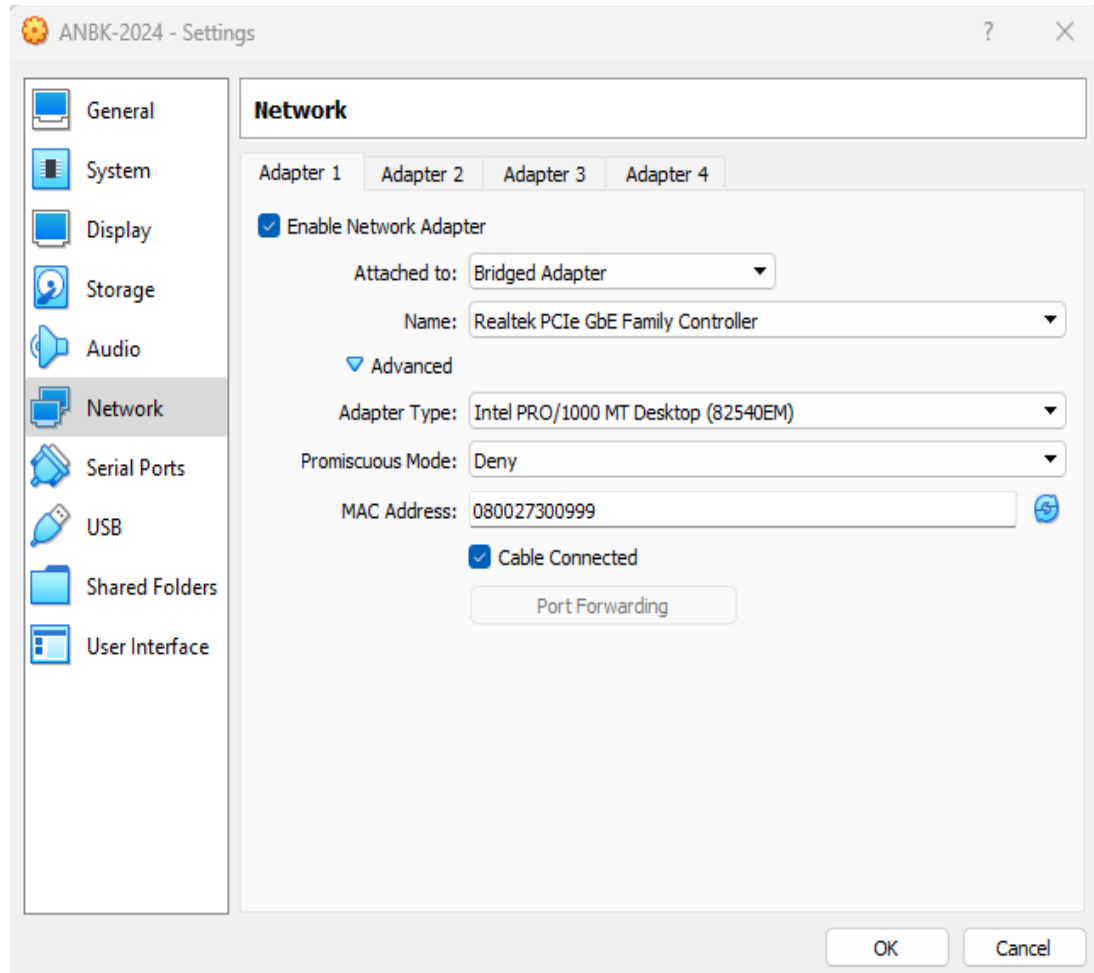 ANBK-2024 - Settings
?
General
System
Display
Storage
Audio
Network
Serial Ports
USB
Shared Folders
User Interface
Network
Adapter 1 Adapter 2 Adapter 3 Adapter 4
Enable Network Adapter
Attached to: Bridged Adapter
Name: Realtek PCIe GbE Family Controller
Advanced
Adapter Type: Intel PRO/1000 MT Desktop (82540EM)
Promiscuous Mode: Deny
MAC Address: 080027300999
Cable Connected
Port Forwarding
OK Cancel